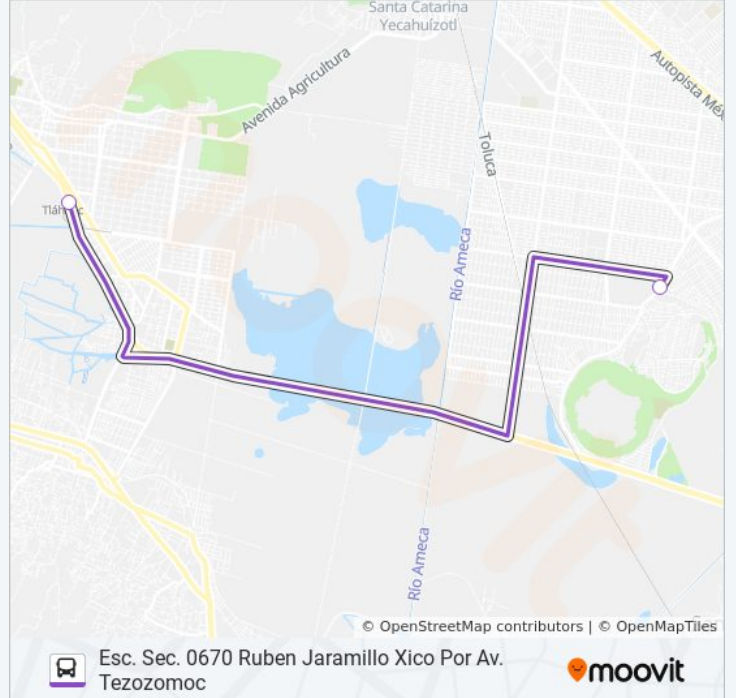 Santa Catarina
Yecahuízotl
Avenida Agricultura
Autopista Méx
Toluca
Tláh c
Río Ameca
Río Ameca
© OpenStreetMap contributors | © OpenMapTiles
Esc. Sec. 0670 Ruben Jaramillo Xico Por Av.
Tezozomoc
moovit